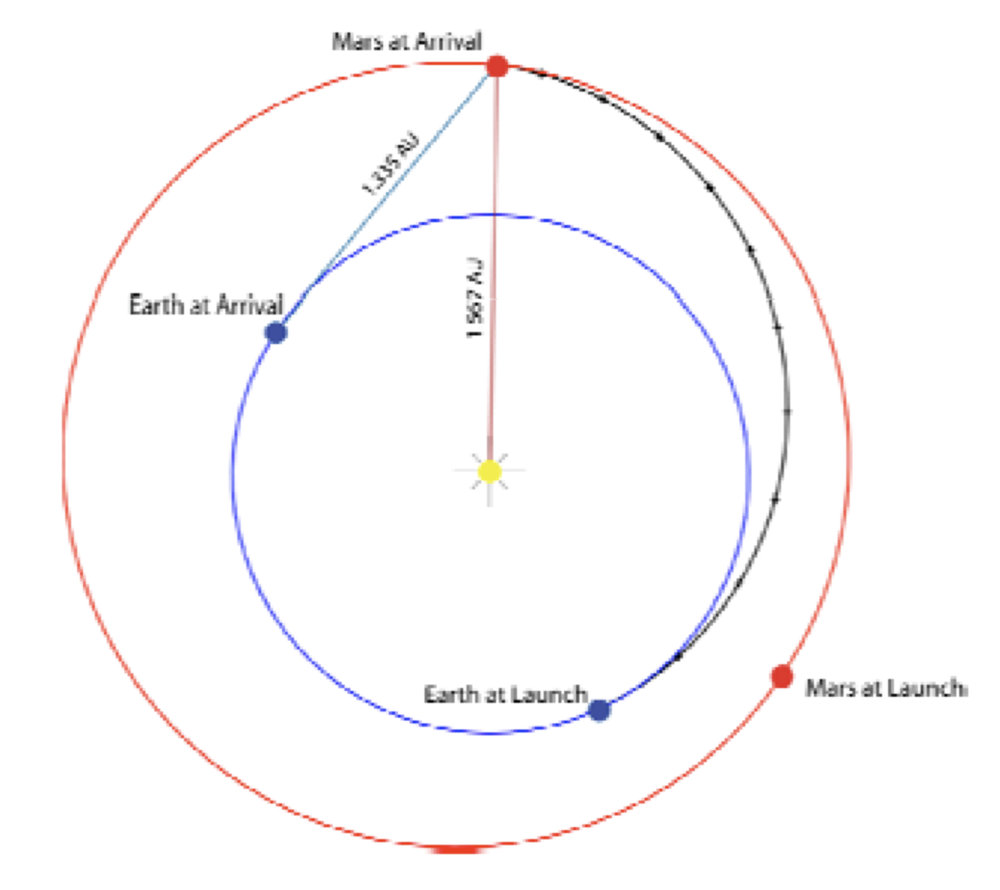 Mars at Arrival
1.335 AU
1 567 AU
Earth at Arrival
Earth at Launch
Mars at Launch